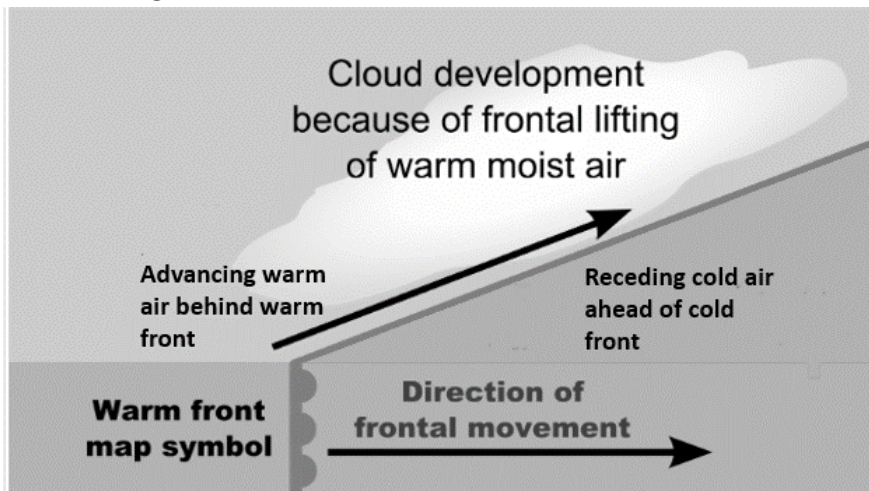 Cloud development
because of frontal lifting
of warm moist air
Advancing warm
air behind warm
front
Receding cold air
ahead of cold
front
Warm front
map symbol
Direction of
frontal movement